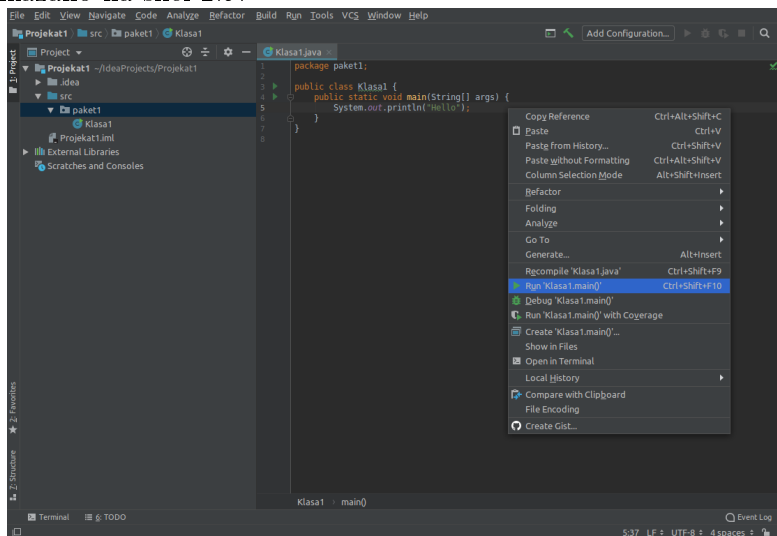 File Edit View Navigate Code Analyze Refactor Build Run Tools VCS Window Help
Projekat1 src paket1 Klasa1 Add Configuration...
1: Project
Project
Klasa1.java
Projekat1 ~/IdeaProjects/Projekat1
.idea
src
paket1
Klasa1
Projekat1.iml
External Libraries
Scratches and Consoles
1 package paket1;
2
3 public class Klasa1 {
4 public static void main(String[] args) {
5 System.out.println("Hello");
6 }
7 }
8
Copy Reference Ctrl+Alt+Shift+C
Paste Ctrl+V
Paste from History... Ctrl+Shift+V
Paste without Formatting Ctrl+Alt+Shift+V
Column Selection Mode Alt+Shift+Insert
Refactor
Folding
Analyze
Go To
Generate... Alt+Insert
Recompile 'Klasa1.java' Ctrl+Shift+F9
Run 'Klasa1.main()' Ctrl+Shift+F10
Debug 'Klasa1.main()'
Run 'Klasa1.main()' with Coverage
Create 'Klasa1.main()'...
Show in Files
Open in Terminal
Local History
Compare with Clipboard
File Encoding
Create Gist...
2: Favorites
Z: Structure
Klasa1 main()
Terminal 6: TODO Event Log
5:37 LF UTF-8 4 spaces